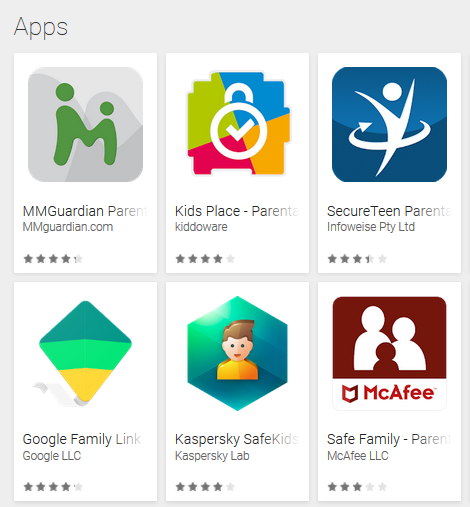 Apps
MMGuardian Parent
MMguardian.com
Kids Place - Parenta
kiddoware
SecureTeen Parenta
Infoweise Pty Ltd
Google Family Link
Google LLC
Kaspersky SafeKids
Kaspersky Lab
McAfee
Safe Family - Parent
McAfee LLC